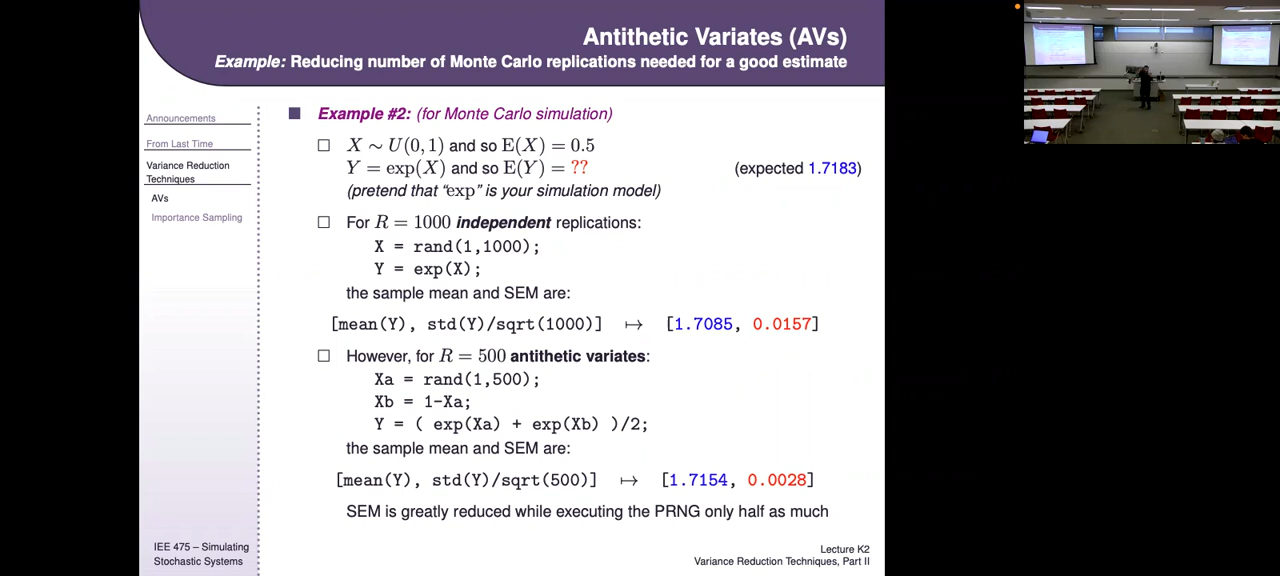 Antithetic Variates (AVs)
Example: Reducing number of Monte Carlo replications needed for a good estimate
Announcements
From Last Time
Variance Reduction
Techniques
AVs
Importance Sampling
Example #2: (for Monte Carlo simulation)
X ∼ U(0,1) and so E(X) = 0.5
Y = exp(X) and so E(Y) = ?? (expected 1.7183)
(pretend that "exp" is your simulation model)
For R = 1000 independent replications:
X = rand(1,1000);
Y = exp(X);
the sample mean and SEM are:
[mean(Y), std(Y)/sqrt(1000)] ↦ [1.7085, 0.0157]
However, for R = 500 antithetic variates:
Xa = rand(1,500);
Xb = 1-Xa;
Y = ( exp(Xa) + exp(Xb) )/2;
the sample mean and SEM are:
[mean(Y), std(Y)/sqrt(500)] ↦ [1.7154, 0.0028]
SEM is greatly reduced while executing the PRNG only half as much
IEE 475 – Simulating
Stochastic Systems
Lecture K2
Variance Reduction Techniques, Part II